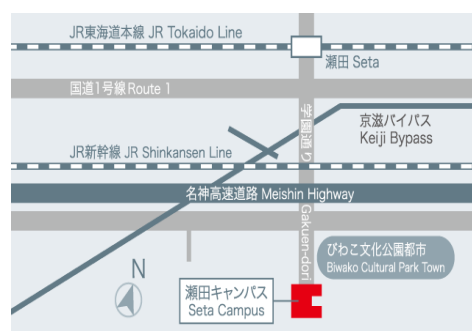 JR東海道本線 JR Tokaido Line
瀬田 Seta
国道1号線 Route 1
学園通り
京滋バイパス
Keiji Bypass
JR新幹線 JR Shinkansen Line
名神高速道路 Meishin Highway
Gakuen-dori
びわこ文化公園都市
Biwako Cultural Park Town
N
瀬田キャンパス
Seta Campus